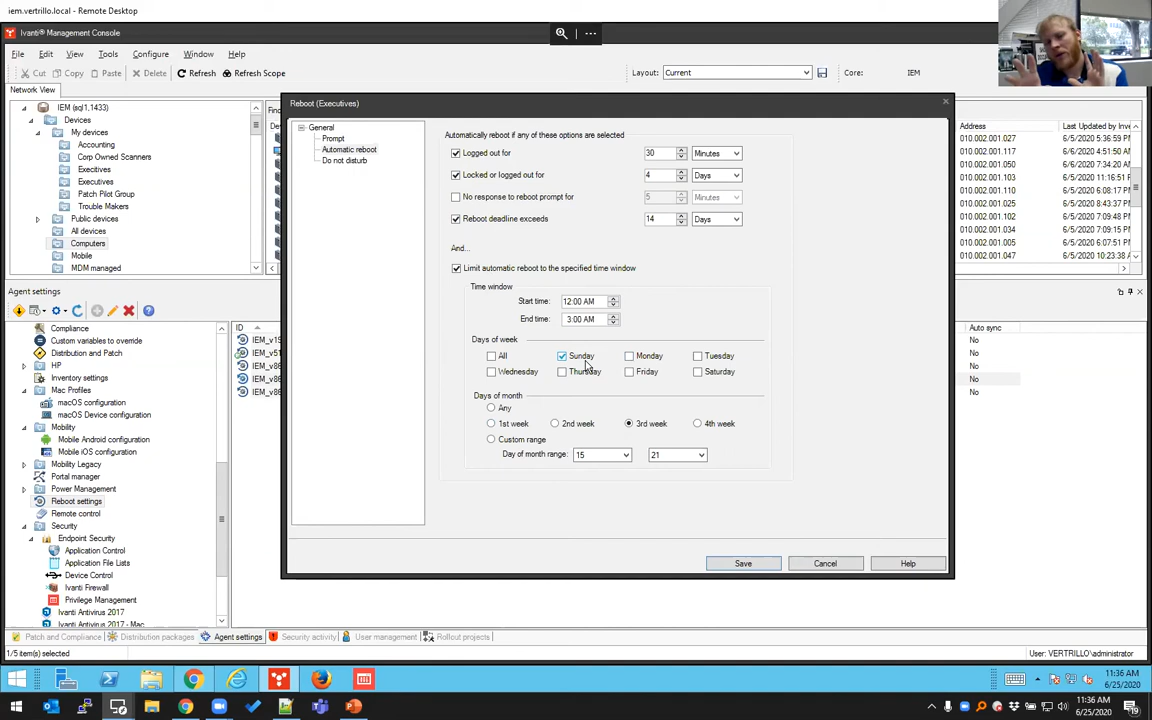 iem.vertrillo.local - Remote Desktop
Ivanti® Management Console
File Edit View Tools Configure Window Help
Cut Copy Paste Delete Refresh Refresh Scope Layout: Current Core: IEM
Network View
IEM (sql1,1433)
Devices
My devices
Accounting
Corp Owned Scanners
Execitives
Executives
Patch Pilot Group
Trouble Makers
Public devices
All devices
Computers
Mobile
MDM managed
Address Last Updated by Inve
010.002.001.027 6/5/2020 4:51:50
010.002.001.117 6/5/2020 5:36:59
010.002.001.050 6/5/2020 7:34:20
010.002.001.103 6/5/2020 11:16:51
010.002.001.110 6/5/2020 6:08:17
010.002.001.025 6/5/2020 8:43:37
010.002.001.102 6/5/2020 7:09:48
010.002.001.034 6/5/2020 7:09:58
010.002.001.005 6/5/2020 6:07:51
010.002.001.047 6/5/2020 10:23:38
Reboot (Executives)
General
Prompt
Automatic reboot
Do not disturb
Automatically reboot if any of these options are selected
Logged out for 30 Minutes
Locked or logged out for 4 Days
No response to reboot prompt for 5 Minutes
Reboot deadline exceeds 14 Days
And...
Limit automatic reboot to the specified time window
Time window
Start time: 12:00 AM
End time: 3:00 AM
Days of week
All Sunday Monday Tuesday
Wednesday Thursday Friday Saturday
Days of month
Any
1st week 2nd week 3rd week 4th week
Custom range
Day of month range: 15 21
Save Cancel Help
Agent settings
Compliance
Custom variables to override
Distribution and Patch
HP
Inventory settings
Mac Profiles
macOS configuration
macOS Device configuration
Mobility
Mobile Android configuration
Mobile iOS configuration
Mobility Legacy
Portal manager
Power Management
Reboot settings
Remote control
Security
Endpoint Security
Application Control
Application File Lists
Device Control
Ivanti Firewall
Privilege Management
Ivanti Antivirus 2017
Ivanti Antivirus 2017 - Mac
ID
IEM_v51
IEM_v86
IEM_v86
IEM_v86
Auto sync
No
No
No
No
No
Patch and Compliance Distribution packages Agent settings Security activity User management Rollout projects
1/5 item(s) selected User: VERTRILLO\administrator
11:36 AM
6/25/2020
11:36 AM
6/25/2020
19